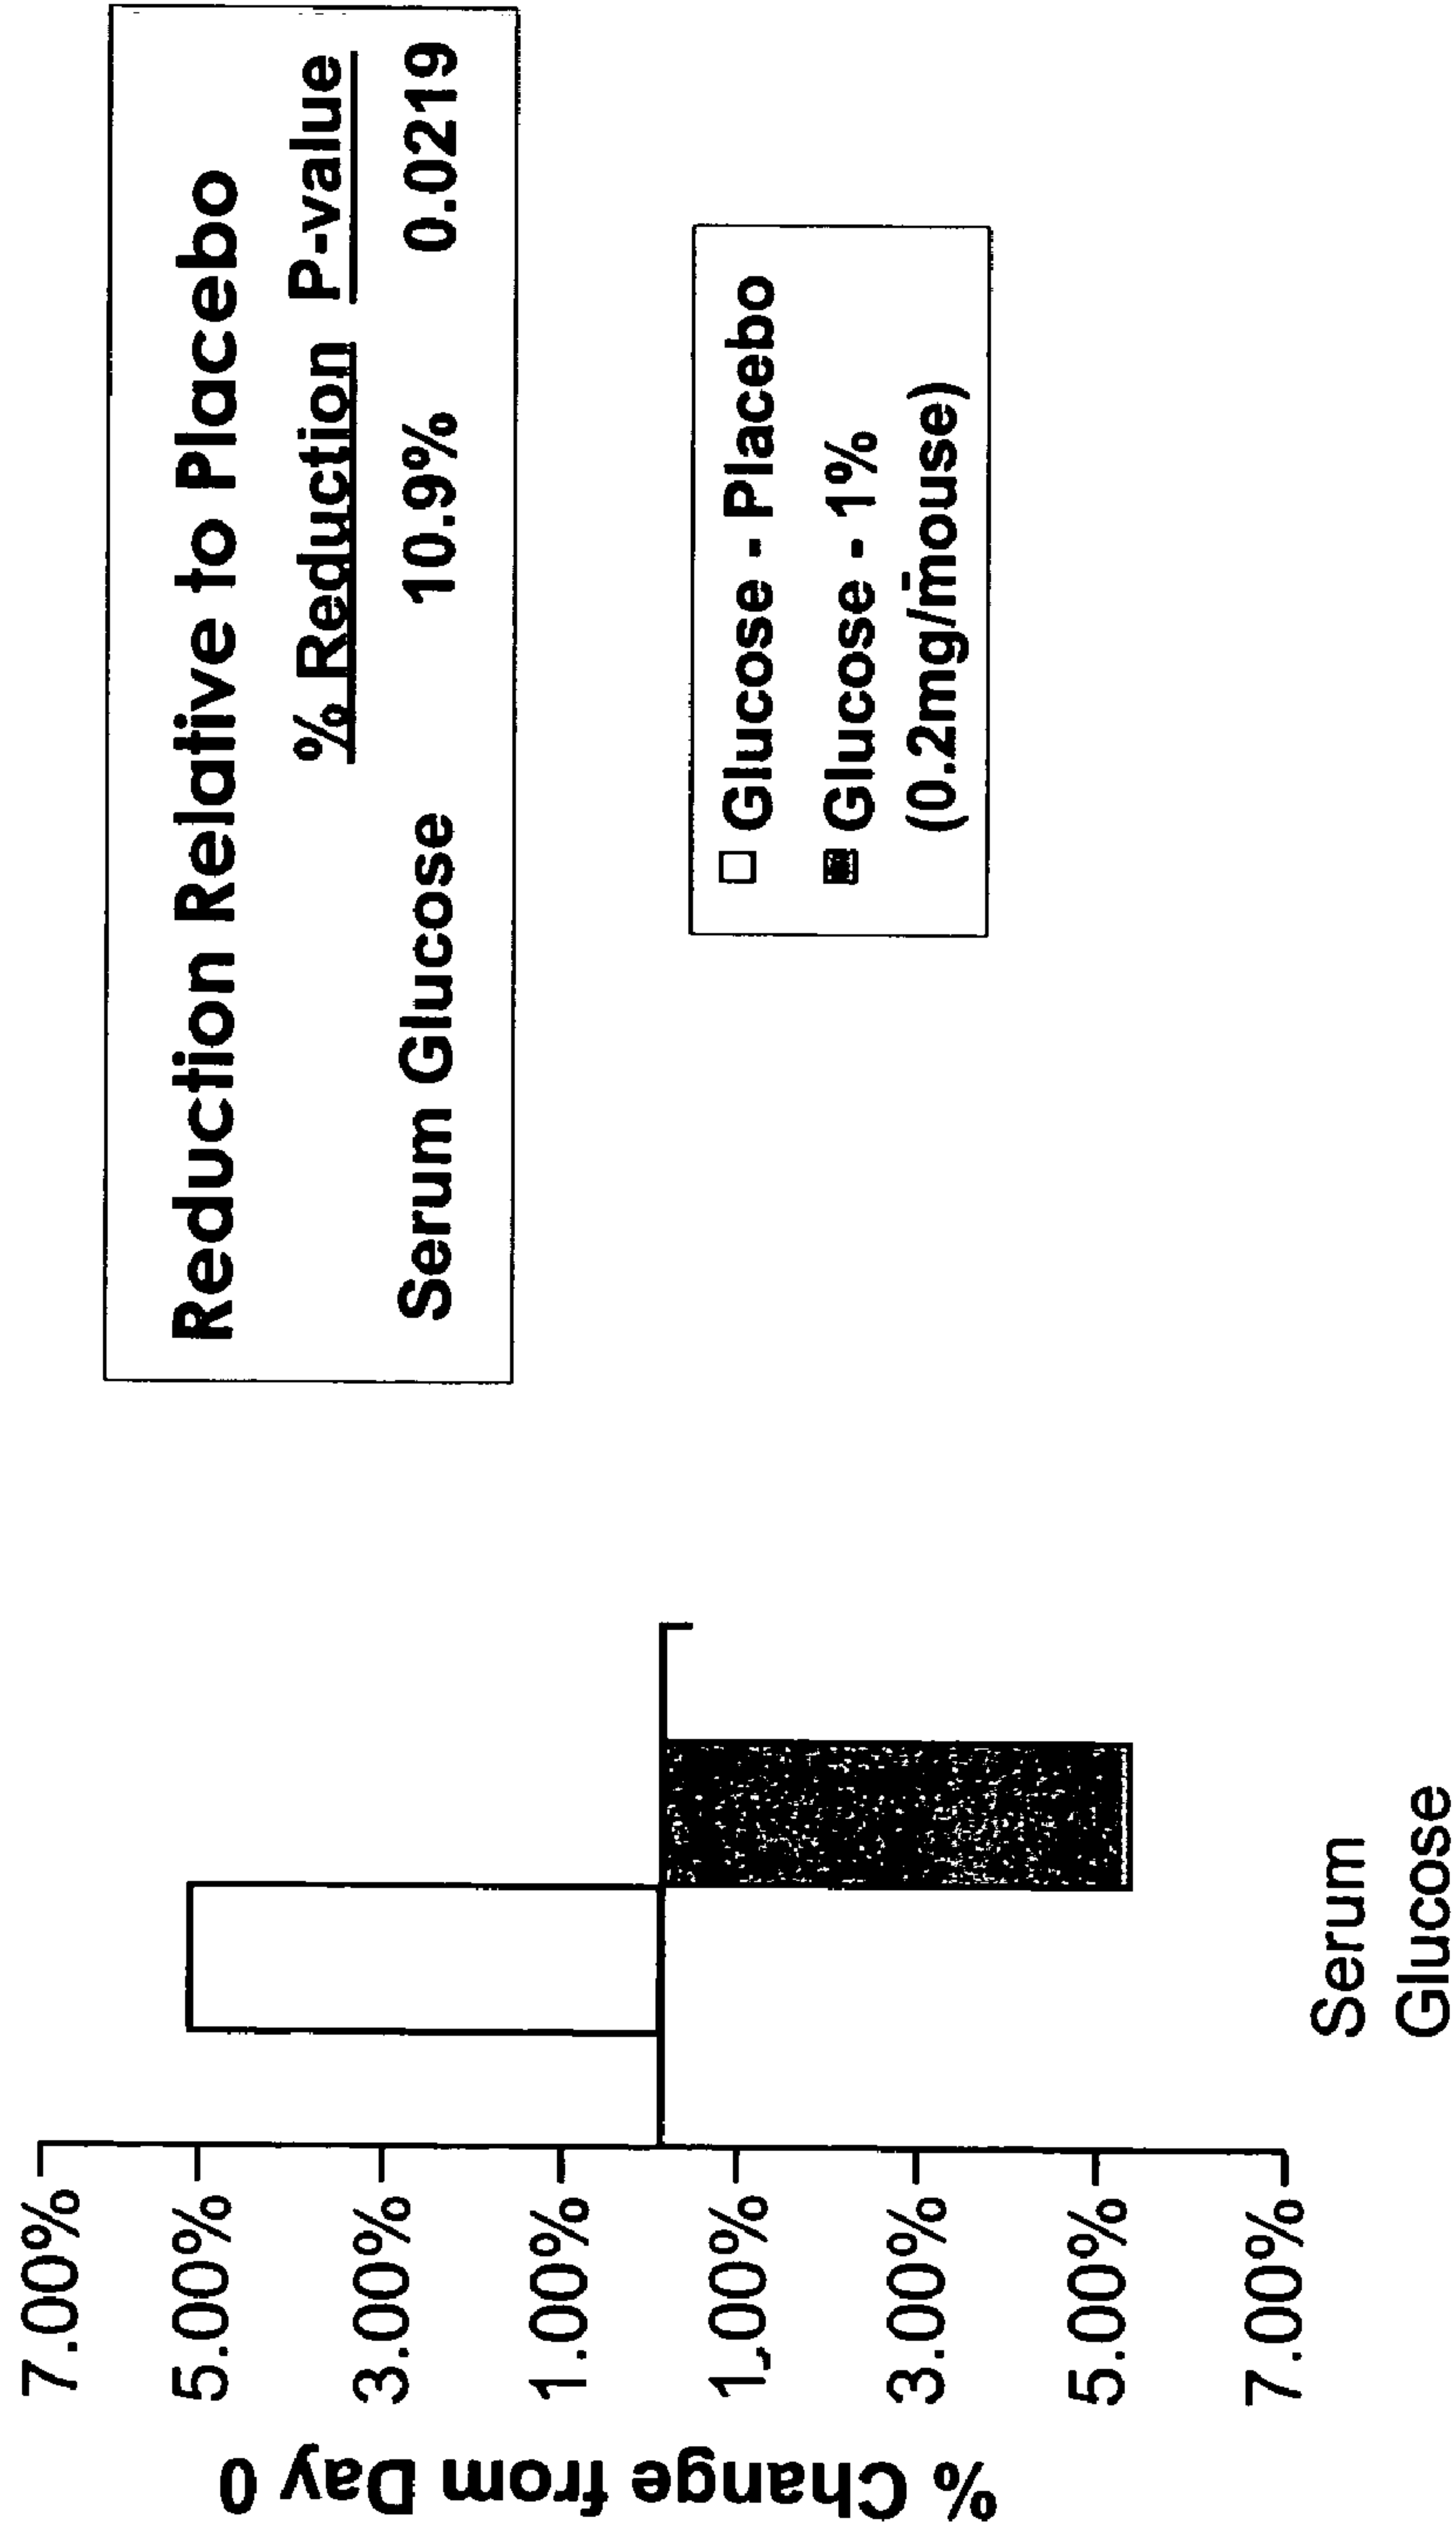 Reduction Relative to Placebo
% Reduction P-value
Serum Glucose 10.9% 0.0219
Glucose - Placebo
Glucose - 1%
(0.2mg/mouse)
% Change from Day 0
7.00%
5.00%
3.00%
1.00%
1,00%
3.00%
5.00%
7.00%
Serum
Glucose